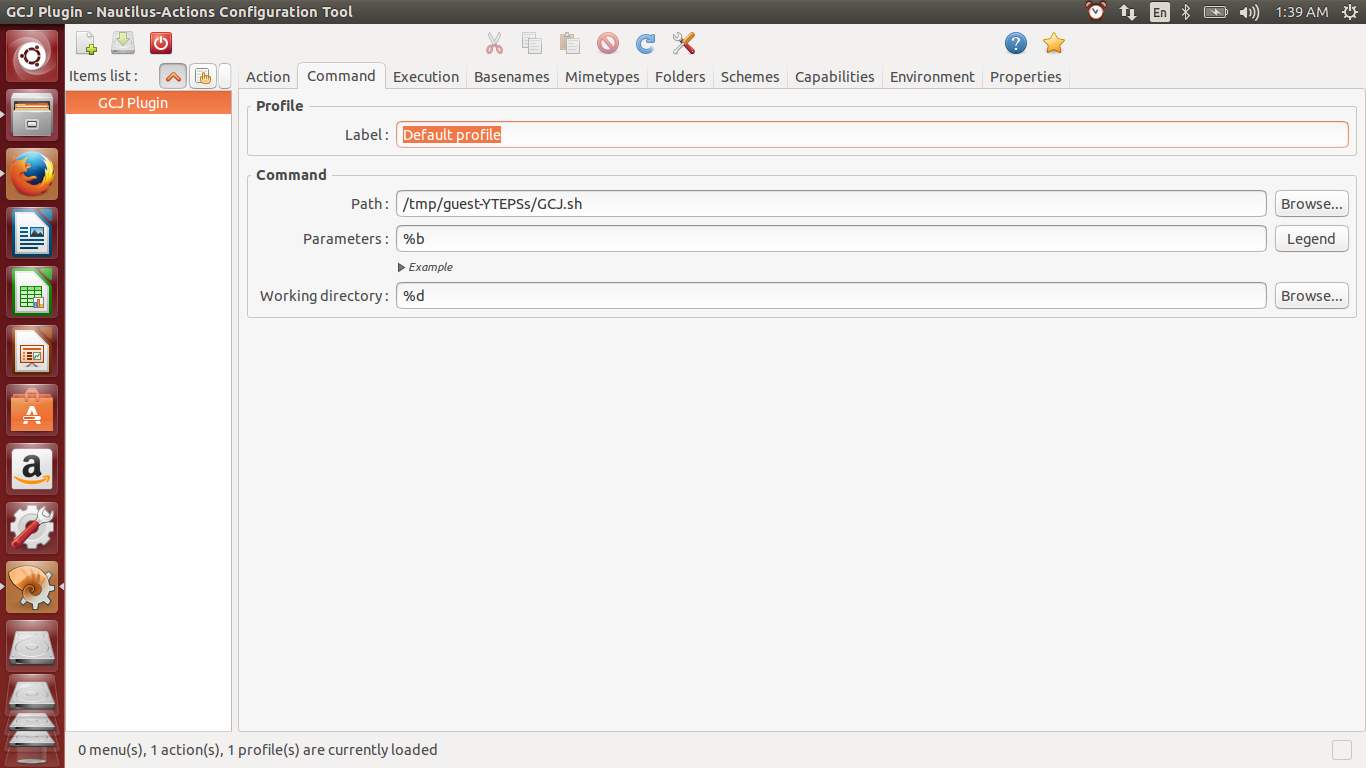 GCJ Plugin - Nautilus-Actions Configuration Tool
En
1:39 AM
Items list :
Action
Command
Execution
Basenames
Mimetypes
Folders
Schemes
Capabilities
Environment
Properties
GCJ Plugin
Profile
Label :
Default profile
Command
Path :
/tmp/guest-YTEPSs/GCJ.sh
Browse...
Parameters :
%b
Legend
Example
Working directory :
%d
Browse...
0 menu(s), 1 action(s), 1 profile(s) are currently loaded